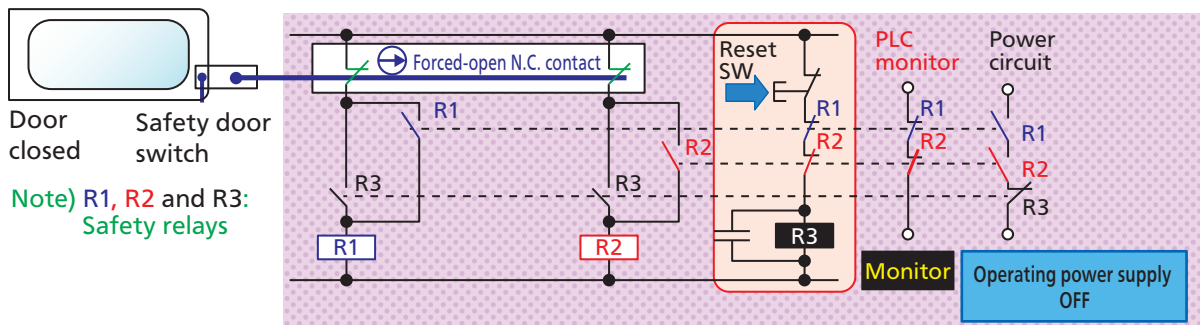 Door
closed
Safety door
switch
Note) R1, R2 and R3:
Safety relays
Forced-open N.C. contact
R1
R3
R1
R2
R3
R2
Reset
SW
R1
R2
R3
PLC
monitor
R1
R2
Monitor
Power
circuit
R1
R2
R3
Operating power supply
OFF